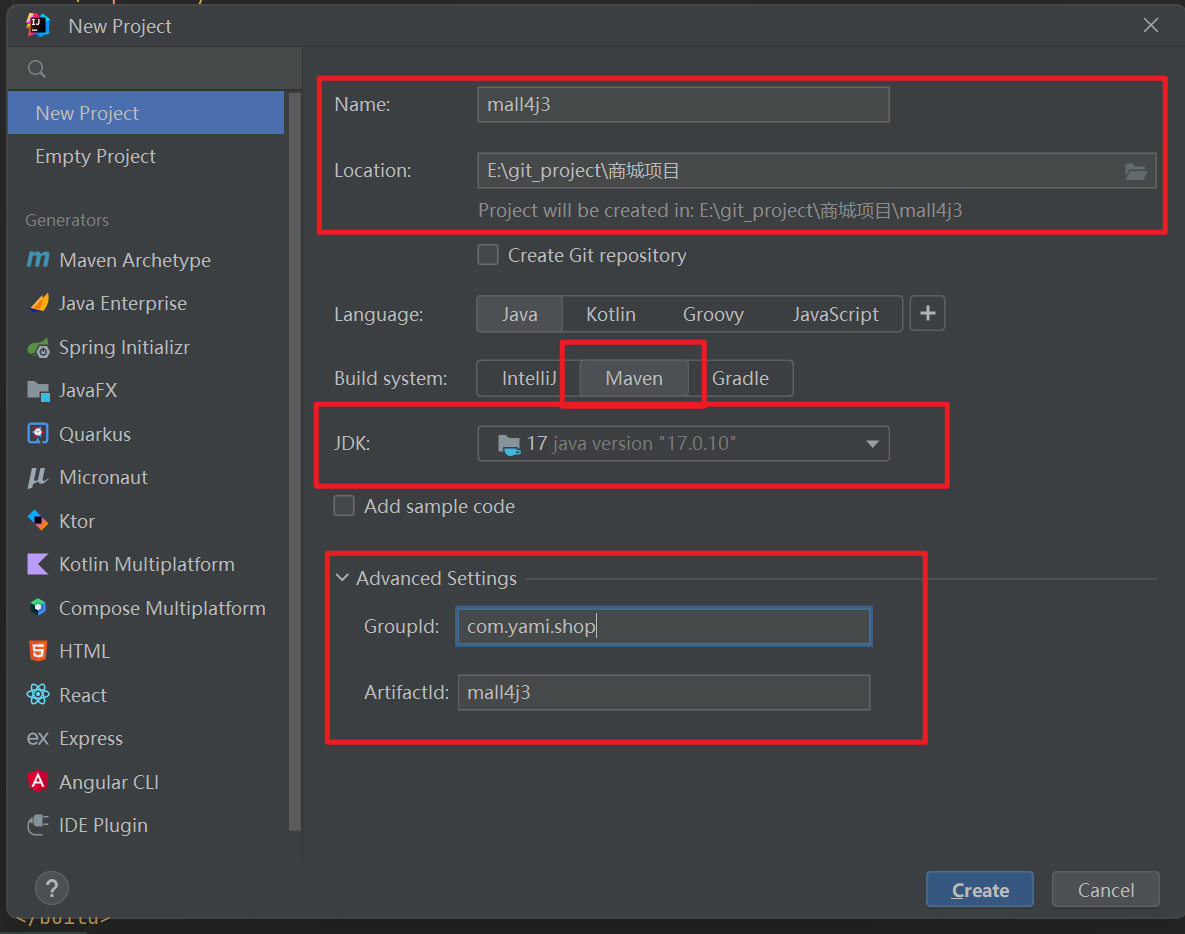 New Project
New Project
Empty Project
Generators
Maven Archetype
Java Enterprise
Spring Initializr
JavaFX
Quarkus
Micronaut
Ktor
Kotlin Multiplatform
Compose Multiplatform
HTML
React
ex Express
Angular CLI
IDE Plugin
Name: mall4j3
Location: E:\git_project\商城项目
Project will be created in: E:\git_project\商城项目\mall4j3
Create Git repository
Language: Java Kotlin Groovy JavaScript +
Build system: IntelliJ Maven Gradle
JDK: 17 java version "17.0.10"
Add sample code
Advanced Settings
GroupId: com.yami.shop
ArtifactId: mall4j3
? Create Cancel